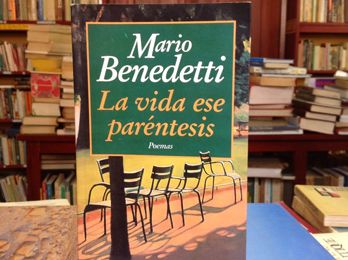 Mario
Benedetti
La vida ese
paréntesis
Poemas